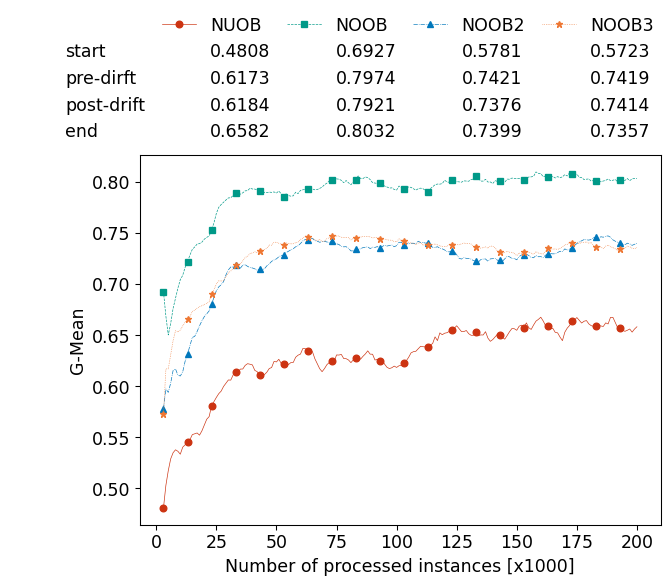 NUOB NOOB NOOB2 NOOB3
start 0.4808 0.6927 0.5781 0.5723
pre-dirft 0.6173 0.7974 0.7421 0.7419
post-drift 0.6184 0.7921 0.7376 0.7414
end 0.6582 0.8032 0.7399 0.7357
0.80
0.75
0.70
0.65
0.60
0.55
0.50
G-Mean
0 25 50 75 100 125 150 175 200
Number of processed instances [x1000]